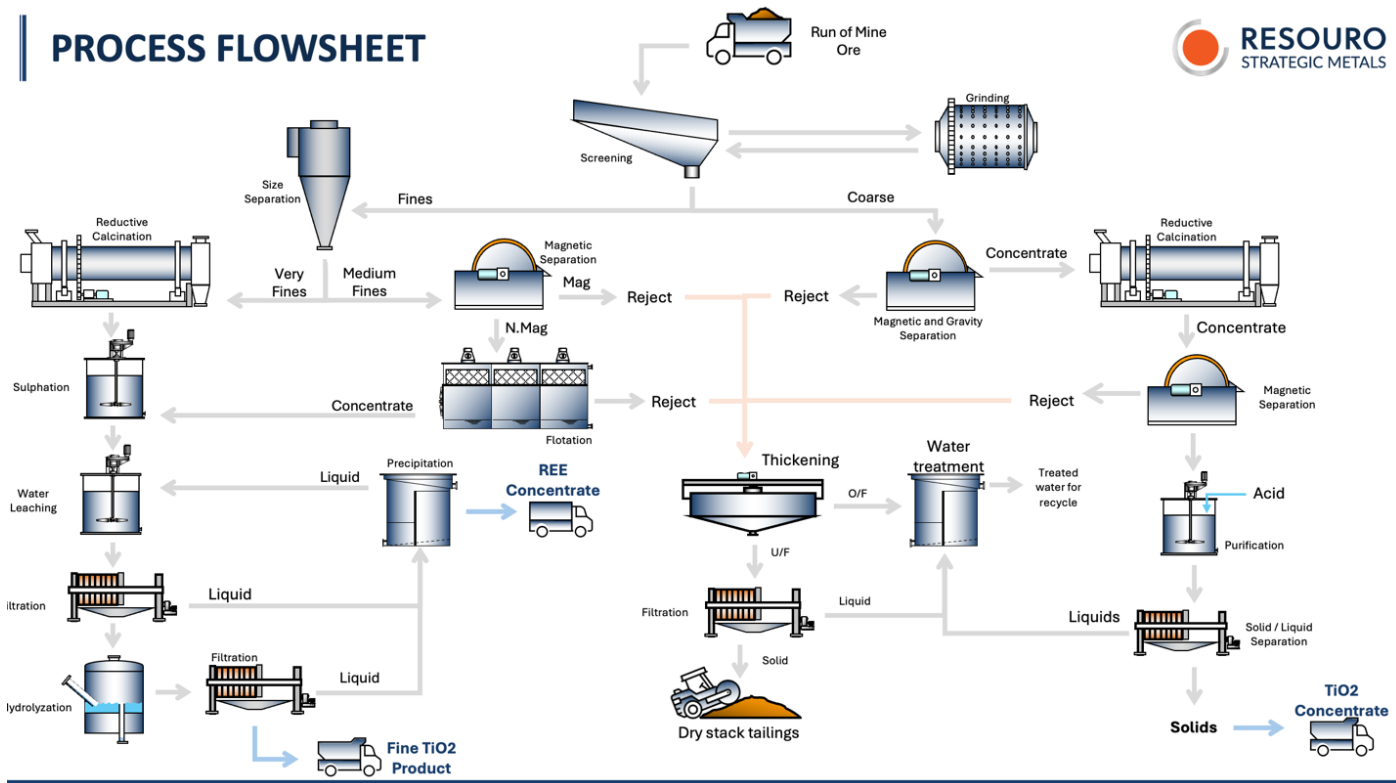 PROCESS FLOWSHEET
RESOURO
STRATEGIC METALS
Run of Mine
Ore
Grinding
Screening
Size
Separation
Fines
Coarse
Reductive
Calcination
Magnetic
Separation
Reductive
Calcination
Concentrate
Very
Fines
Medium
Fines
Mag
Reject
Reject
Magnetic and Gravity
Separation
N.Mag
Concentrate
Sulphation
Concentrate
Flotation
Reject
Reject
Magnetic
Separation
Precipitation
REE
Concentrate
Thickening
Water
treatment
Treated
water for
recycle
Liquid
O/F
Acid
Water
Leaching
Purification
U/F
iltration
Liquid
Filtration
Liquid
Liquids
Solid / Liquid
Separation
Filtration
Liquid
Solid
ydrolyzation
Dry stack tailings
Solids
TiO2
Concentrate
Fine TiO2
Product